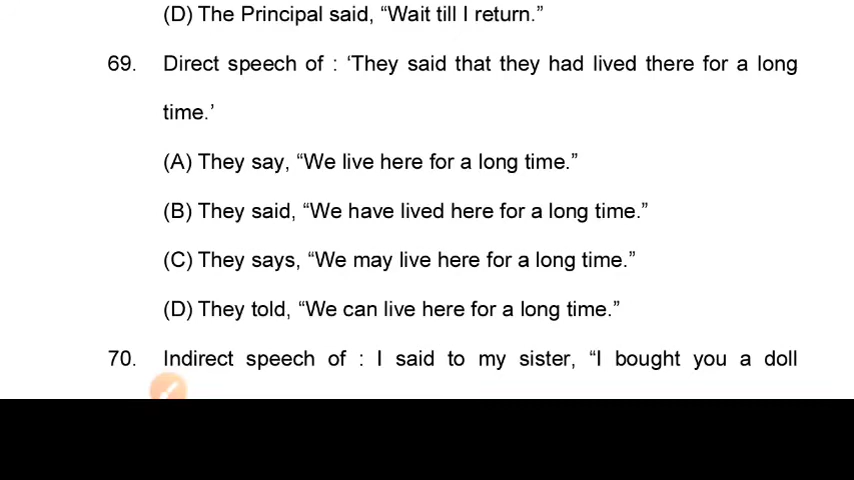 (D) The Principal said, “Wait till I return.”
69. Direct speech of : ‘They said that they had lived there for a long
time.’
(A) They say, “We live here for a long time.”
(B) They said, “We have lived here for a long time.”
(C) They says, “We may live here for a long time.”
(D) They told, “We can live here for a long time.”
70. Indirect speech of : I said to my sister, “I bought you a doll